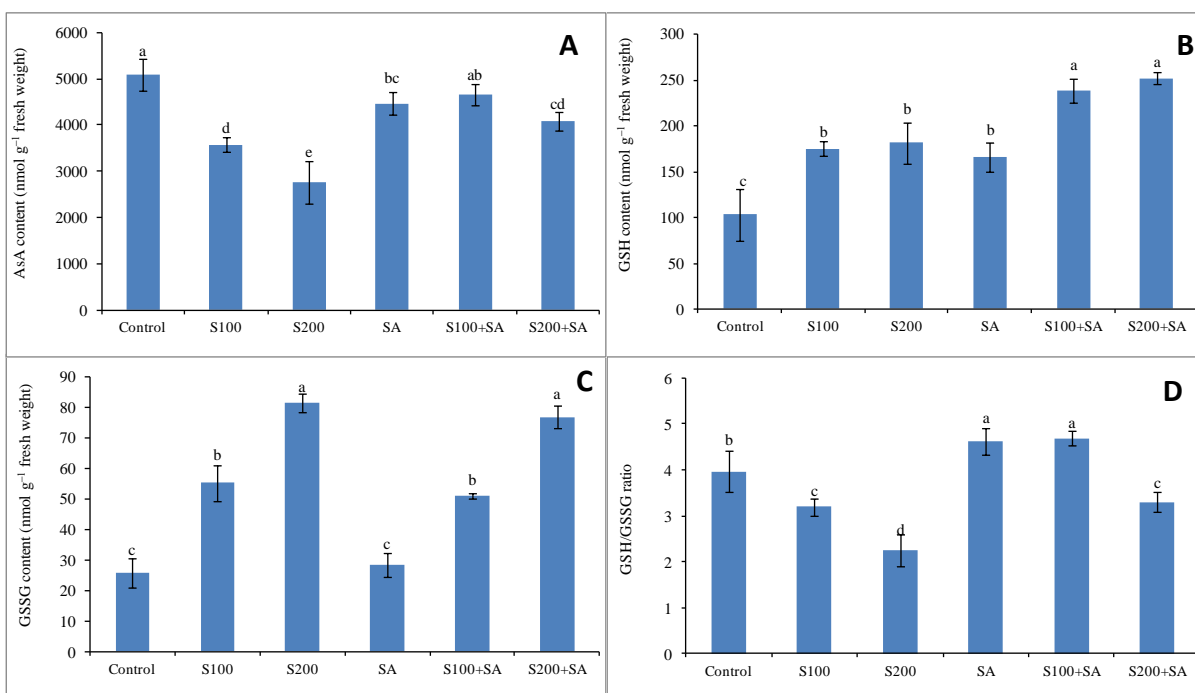 A
AsA content (nmol g⁻¹ fresh weight)
6000
5000
4000
3000
2000
1000
0
a
d
e
bc
ab
cd
Control S100 S200 SA S100+SA S200+SA
B
GSH content (nmol g⁻¹ fresh weight)
300
250
200
150
100
50
0
c
b
b
b
a
a
Control S100 S200 SA S100+SA S200+SA
C
GSSG content (nmol g⁻¹ fresh weight)
90
80
70
60
50
40
30
20
10
0
c
b
a
c
b
a
Control S100 S200 SA S100+SA S200+SA
D
GSH/GSSG ratio
6
5
4
3
2
1
0
b
c
d
a
a
c
Control S100 S200 SA S100+SA S200+SA